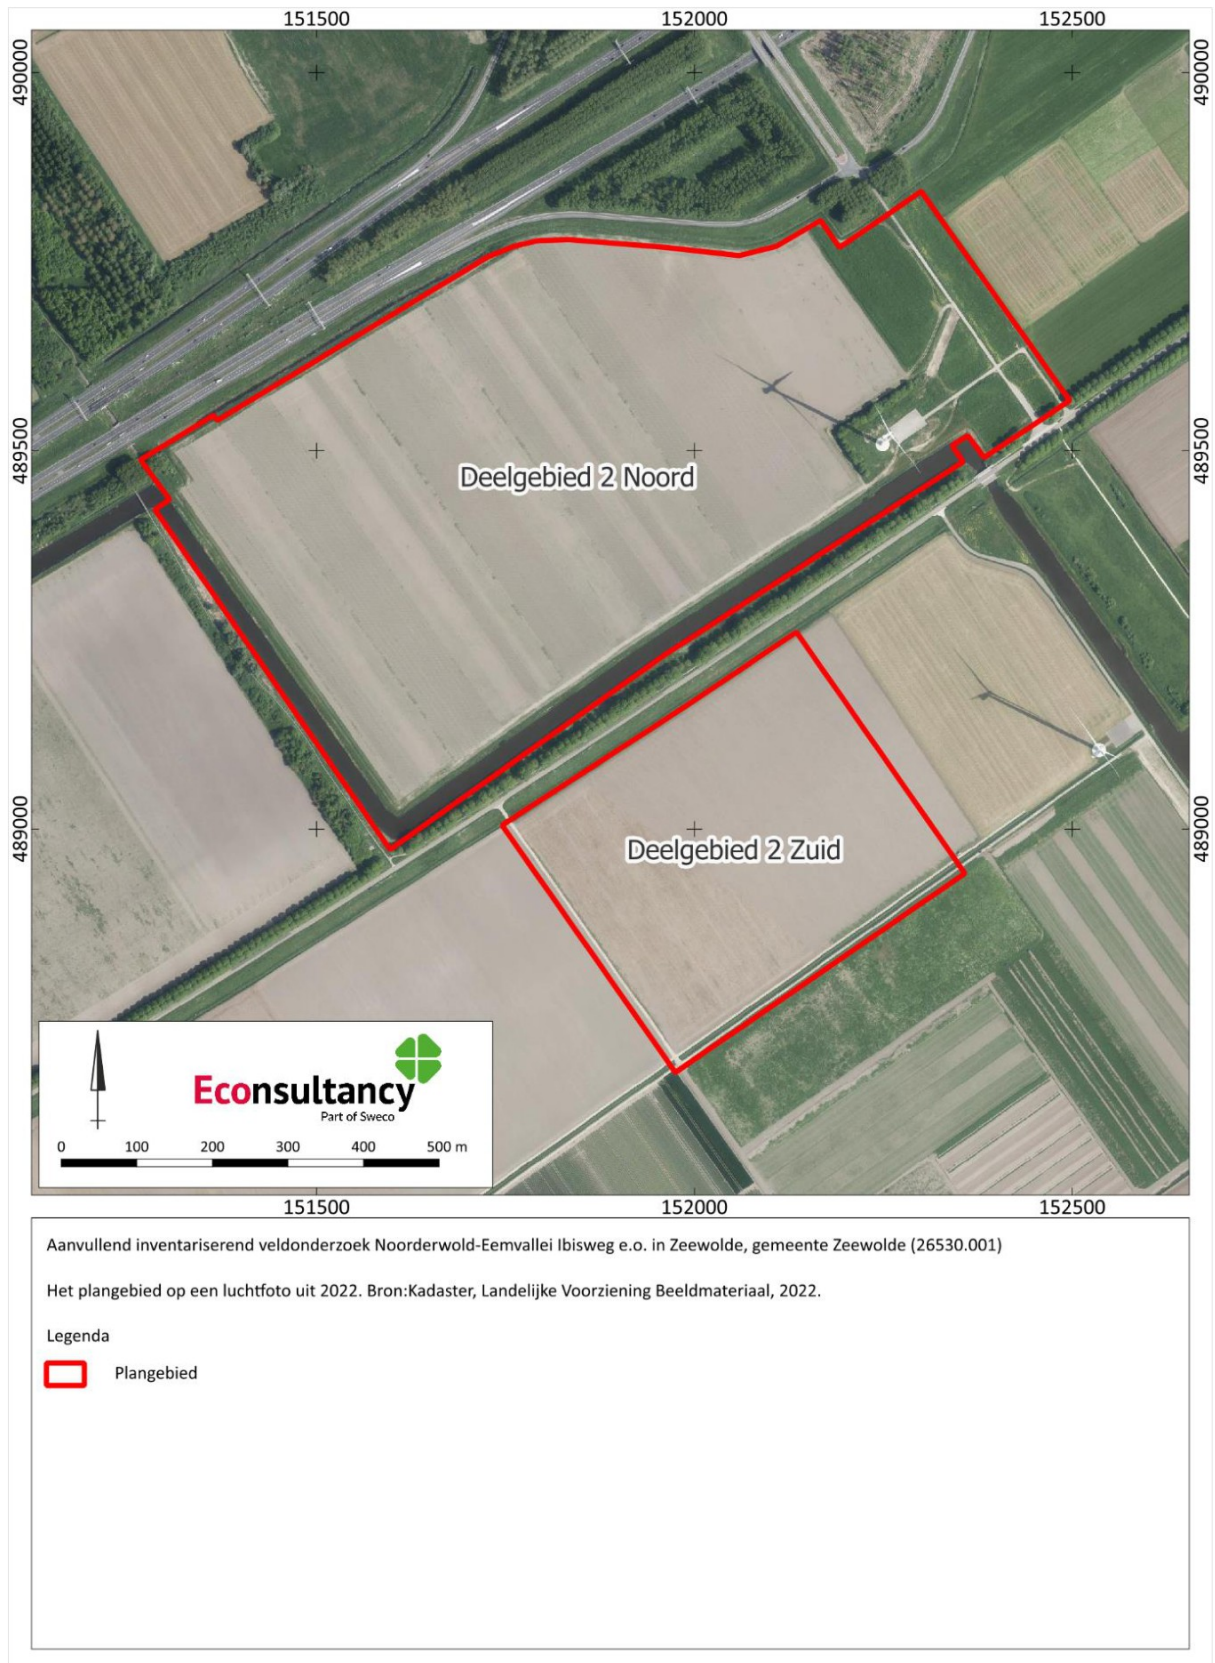 151500 152000 152500
490000 490000
489500 489500
Deelgebied 2 Noord
489000 489000
Deelgebied 2 Zuid
Econsultancy
Part of Sweco
0 100 200 300 400 500 m
151500 152000 152500
Aanvullend inventariserend veldonderzoek Noorderwold-Eemvallei Ibisweg e.o. in Zeewolde, gemeente Zeewolde (26530.001)
Het plangebied op een luchtfoto uit 2022. Bron:Kadaster, Landelijke Voorziening Beeldmateriaal, 2022.
Legenda
Plangebied